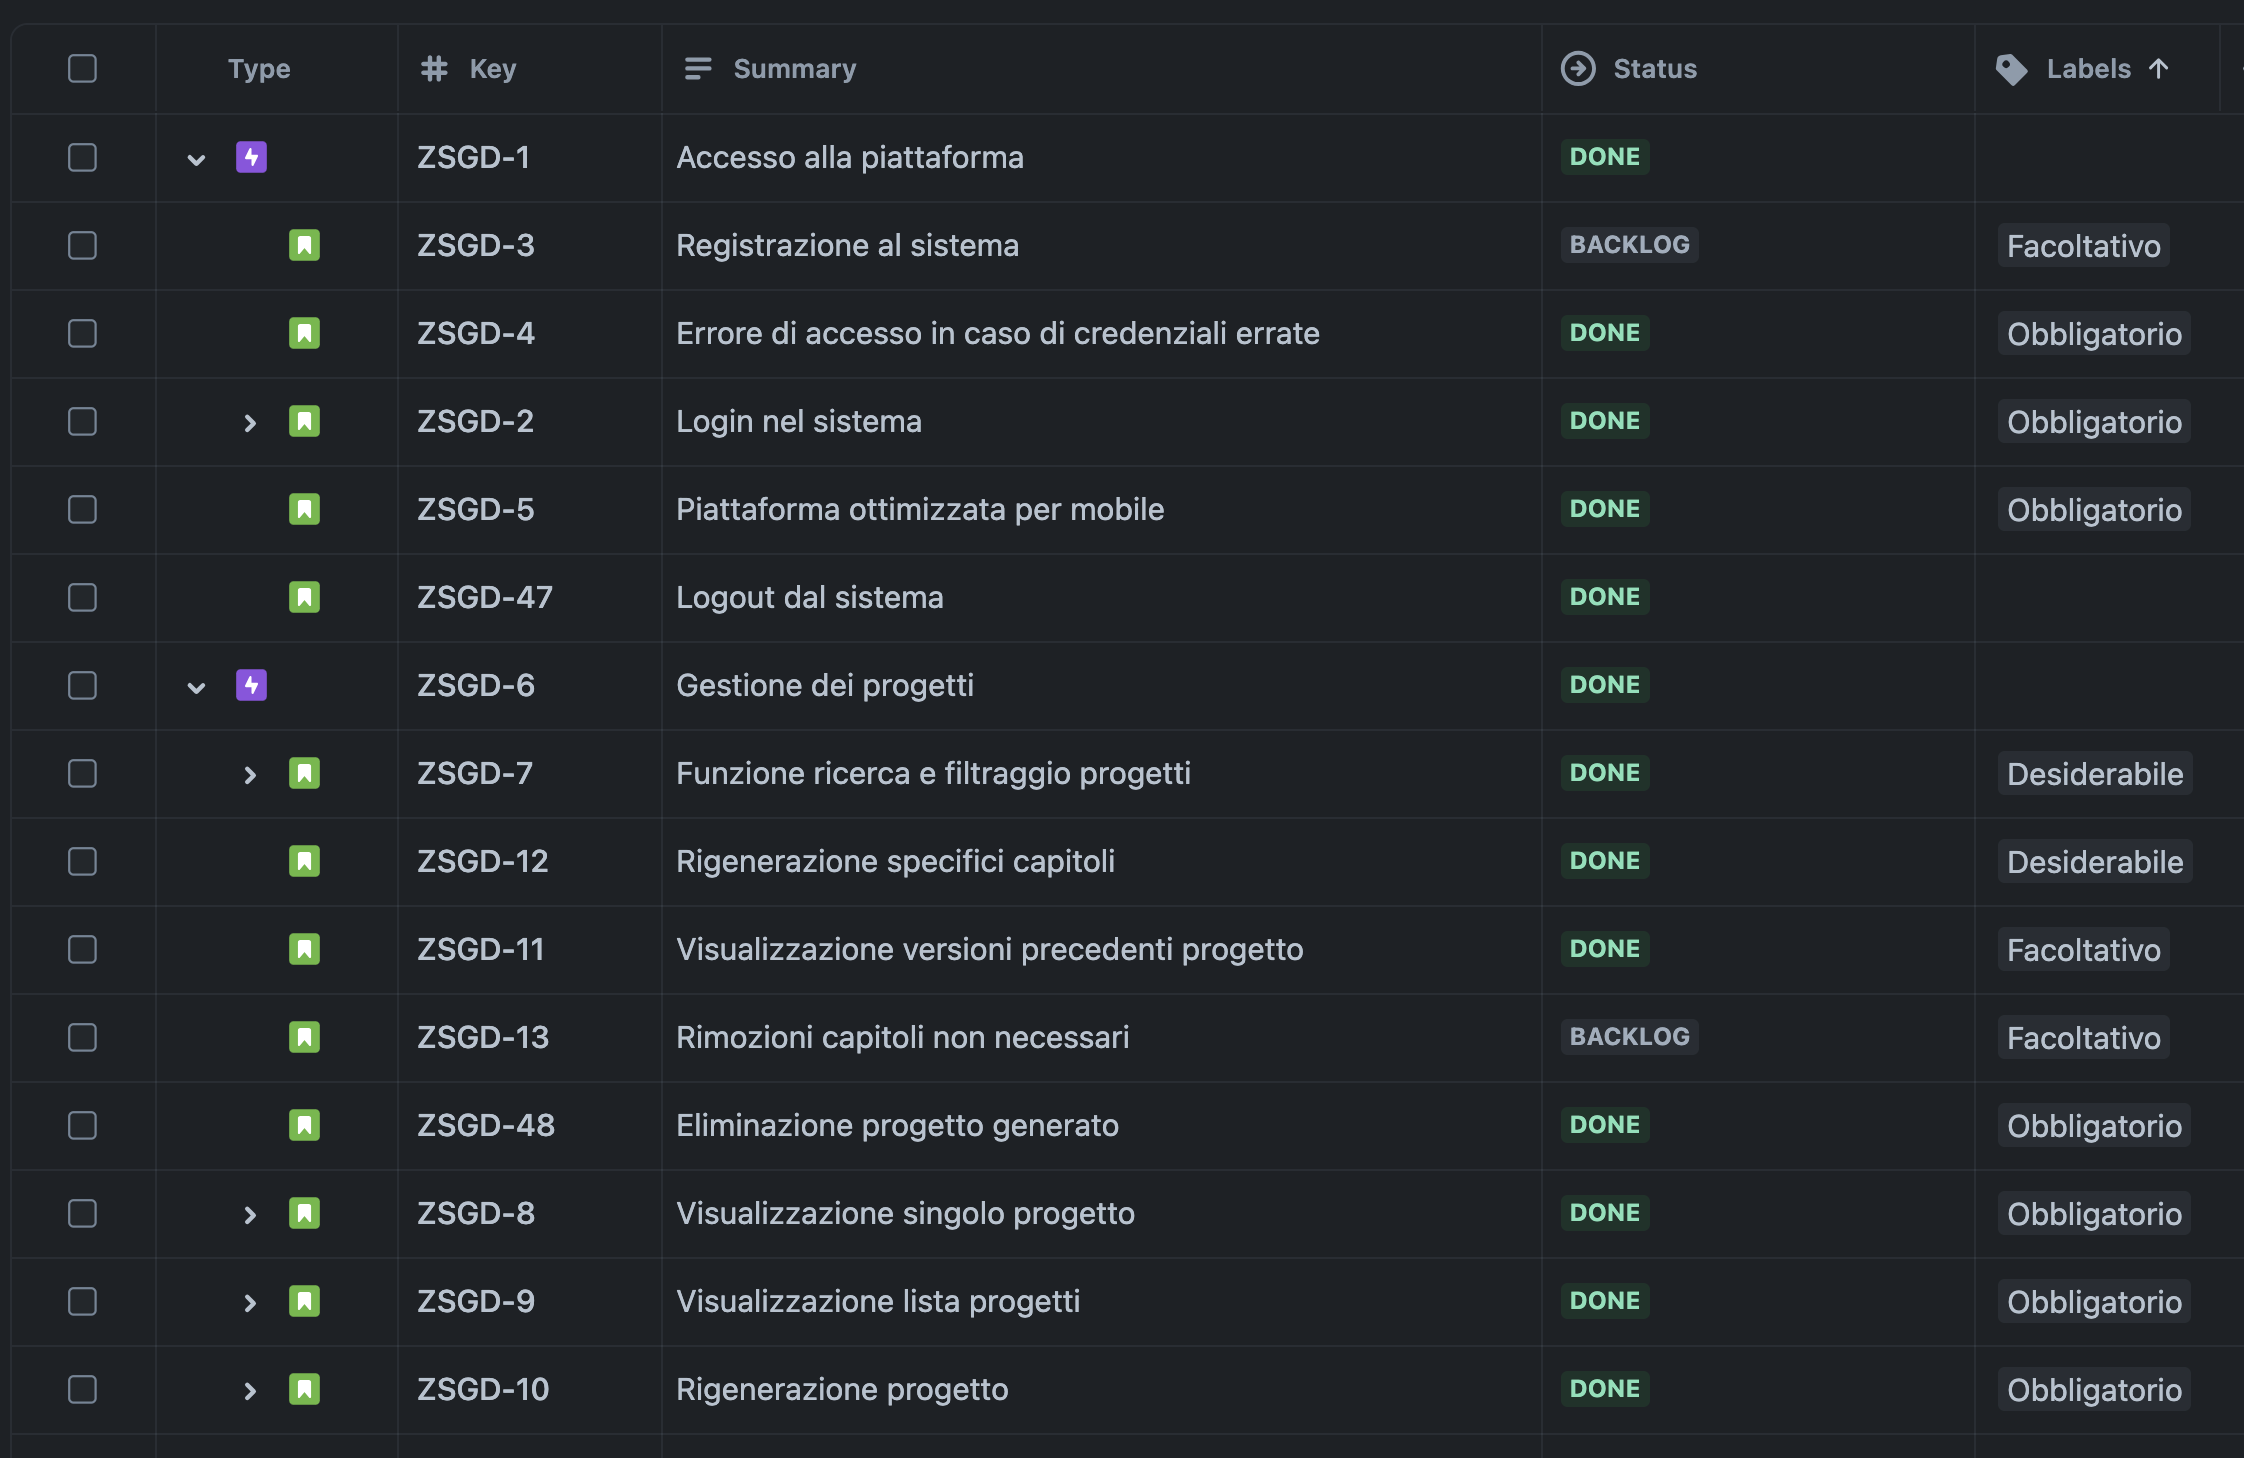 Type Key Summary Status Labels
ZSGD-1 Accesso alla piattaforma DONE
ZSGD-3 Registrazione al sistema BACKLOG Facoltativo
ZSGD-4 Errore di accesso in caso di credenziali errate DONE Obbligatorio
ZSGD-2 Login nel sistema DONE Obbligatorio
ZSGD-5 Piattaforma ottimizzata per mobile DONE Obbligatorio
ZSGD-47 Logout dal sistema DONE
ZSGD-6 Gestione dei progetti DONE
ZSGD-7 Funzione ricerca e filtraggio progetti DONE Desiderabile
ZSGD-12 Rigenerazione specifici capitoli DONE Desiderabile
ZSGD-11 Visualizzazione versioni precedenti progetto DONE Facoltativo
ZSGD-13 Rimozioni capitoli non necessari BACKLOG Facoltativo
ZSGD-48 Eliminazione progetto generato DONE Obbligatorio
ZSGD-8 Visualizzazione singolo progetto DONE Obbligatorio
ZSGD-9 Visualizzazione lista progetti DONE Obbligatorio
ZSGD-10 Rigenerazione progetto DONE Obbligatorio